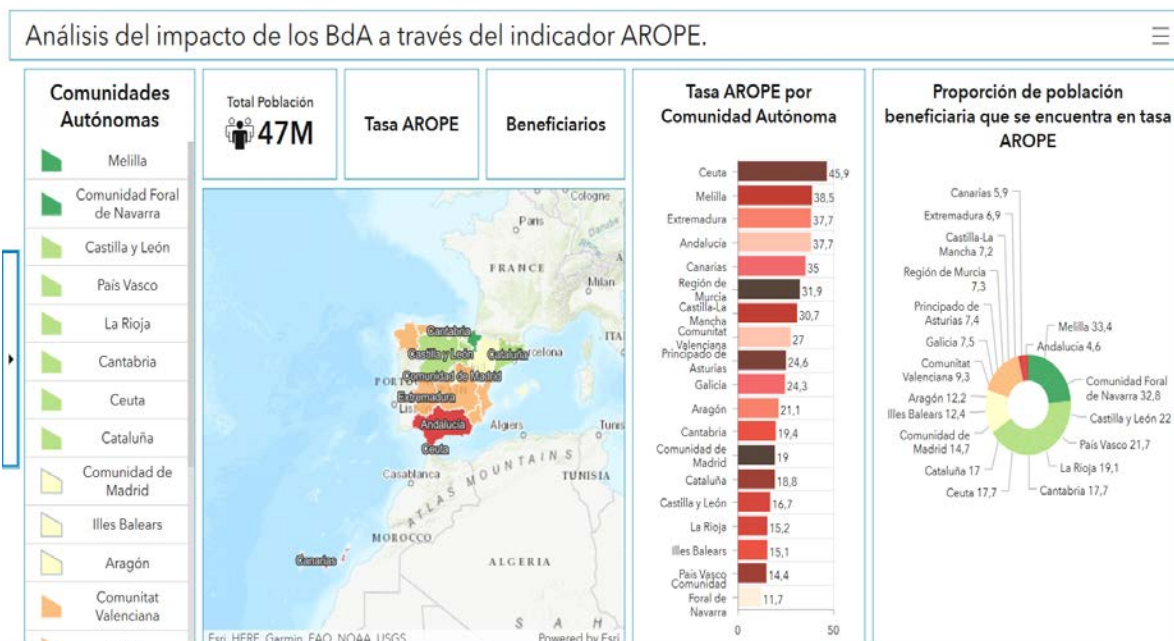 Análisis del impacto de los BdA a través del indicador AROPE.
Comunidades
Autónomas
Melilla
Comunidad Foral
de Navarra
Castilla y León
País Vasco
La Rioja
Cantabria
Ceuta
Cataluña
Comunidad de
Madrid
Illes Balears
Aragón
Comunitat
Valenciana
Total Población
47M
Tasa AROPE
Beneficiarios
Cologne
Paris
Danube
FRANCE
Milan
ITA
Cantabria
Castilla y León
Cataluña
rcelona
Comunidad de Madrid
PORTU
Extremadura
Lis
Andalucía
Algiers
Tunis
Ceuta
Casablanca
ATLAS MOUNTAINS
TUNISIA
MOROCCO
Canarias
ALGERIA
S A H
Esri, HERE, Garmin, FAO, NOAA, USGS
Powered by Esri
Tasa AROPE por
Comunidad Autónoma
Ceuta 45,9
Melilla 38,5
Extremadura 37,7
Andalucía 37,7
Canarias 35
Región de
Murcia 31,9
Castilla-La
Mancha 30,7
Comunitat
Valenciana 27
Principado de
Asturias 24,6
Galicia 24,3
Aragón 21,1
Cantabria 19,4
Comunidad de
Madrid 19
Cataluña 18,8
Castilla y León 16,7
La Rioja 15,2
Illes Balears 15,1
País Vasco 14,4
Comunidad
Foral de
Navarra 11,7
0 50
Proporción de población
beneficiaria que se encuentra en tasa
AROPE
Canarias 5,9
Extremadura 6,9
Castilla-La
Mancha 7,2
Región de Murcia
7,3
Principado de
Asturias 7,4
Galicia 7,5
Comunitat
Valenciana 9,3
Aragón 12,2
Illes Balears 12,4
Comunidad de
Madrid 14,7
Cataluña 17
Ceuta 17,7
Melilla 33,4
Andalucía 4,6
Comunidad Foral
de Navarra 32,8
Castilla y León 22
País Vasco 21,7
La Rioja 19,1
Cantabria 17,7